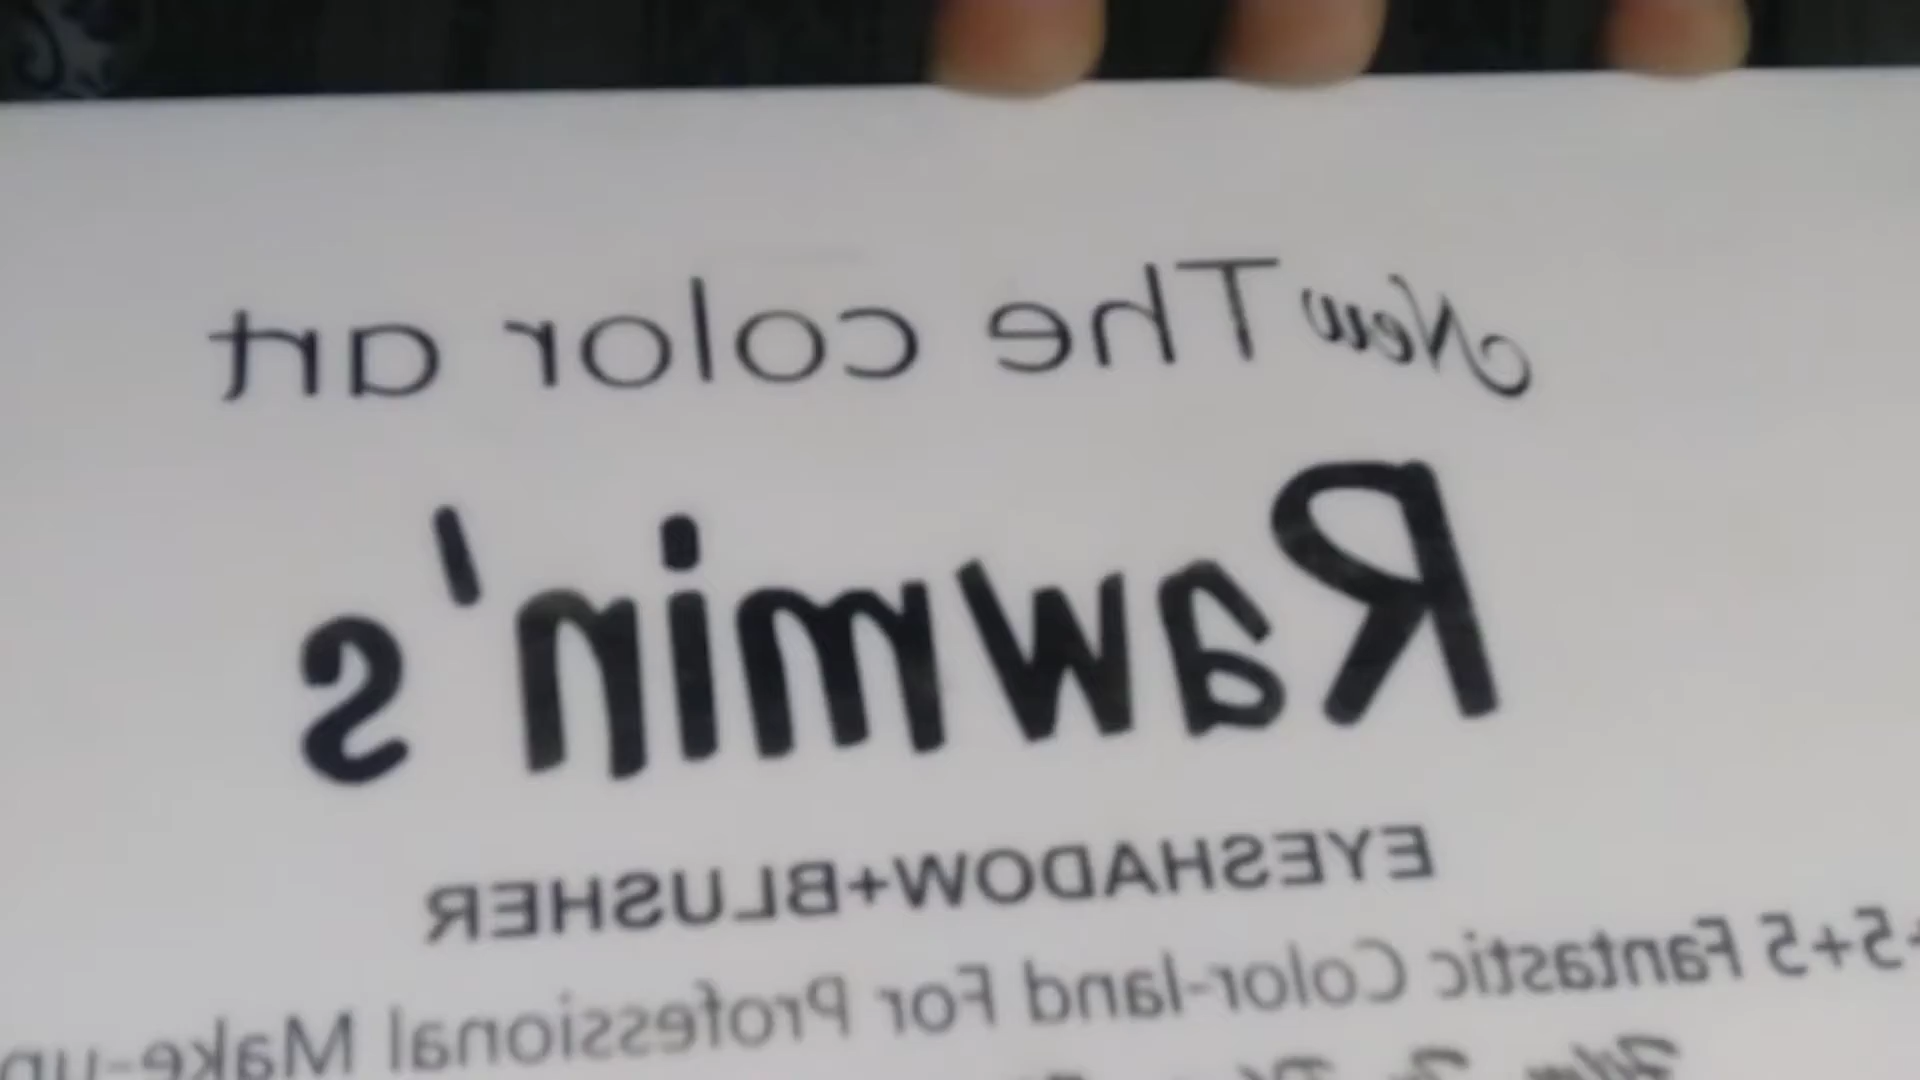 New The color art
Rawmin's
EYESHADOW+BLUSHER
5+5 Fantastic Color-land For Professional Make-up